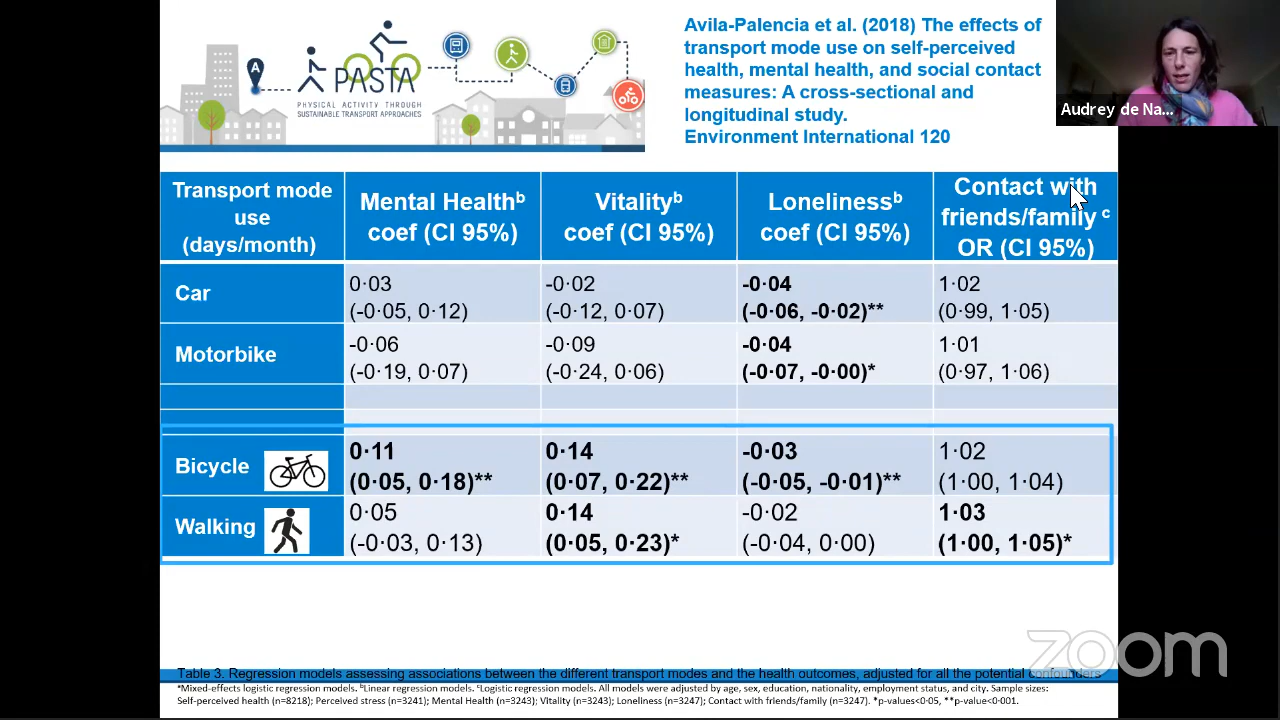 A
PASTA
PHYSICAL ACTIVITY THROUGH
SUSTAINABLE TRANSPORT APPROACHES
Avila-Palencia et al. (2018) The effects of
transport mode use on self-perceived
health, mental health, and social contact
measures: A cross-sectional and
longitudinal study.
Environment International 120
Audrey de Na...
Transport mode
use
(days/month)
Mental Healthᵇ
coef (CI 95%)
Vitalityᵇ
coef (CI 95%)
Lonelinessᵇ
coef (CI 95%)
Contact with
friends/family ᶜ
OR (CI 95%)
Car
0·03
(-0·05, 0·12)
-0·02
(-0·12, 0·07)
-0·04
(-0·06, -0·02)**
1·02
(0·99, 1·05)
Motorbike
-0·06
(-0·19, 0·07)
-0·09
(-0·24, 0·06)
-0·04
(-0·07, -0·00)*
1·01
(0·97, 1·06)
Bicycle
0·11
(0·05, 0·18)**
0·14
(0·07, 0·22)**
-0·03
(-0·05, -0·01)**
1·02
(1·00, 1·04)
Walking
0·05
(-0·03, 0·13)
0·14
(0·05, 0·23)*
-0·02
(-0·04, 0·00)
1·03
(1·00, 1·05)*
zoom
Table 3. Regression models assessing associations between the different transport modes and the health outcomes, adjusted for all the potential confounders
ᵃMixed-effects logistic regression models. ᵇLinear regression models. ᶜLogistic regression models. All models were adjusted by age, sex, education, nationality, employment status, and city. Sample sizes:
Self-perceived health (n=8218); Perceived stress (n=3241); Mental Health (n=3243); Vitality (n=3243); Loneliness (n=3247); Contact with friends/family (n=3247). *p-values<0·05, **p-value<0·001.